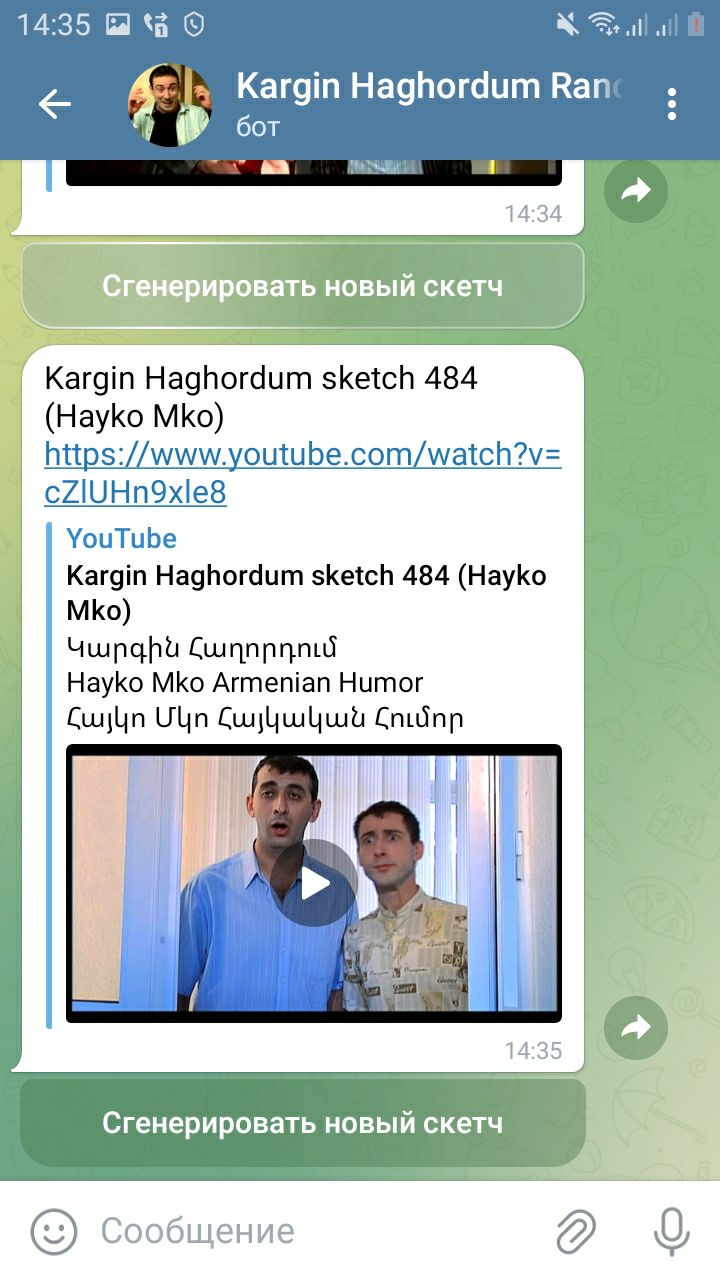 14:35
Kargin Haghordum Ran
бот
14:34
Сгенерировать новый скетч
Kargin Haghordum sketch 484
(Hayko Mko)
https://www.youtube.com/watch?v=
cZlUHn9xle8
YouTube
Kargin Haghordum sketch 484 (Hayko
Mko)
Կարգին Հաղորդում
Hayko Mko Armenian Humor
Հայկո Մկո Հայկական Հումոր
14:35
Сгенерировать новый скетч
Сообщение